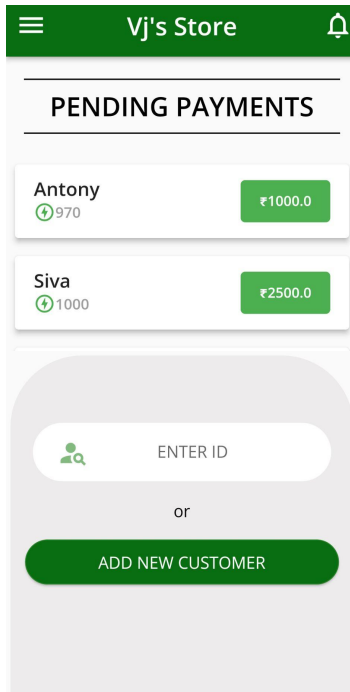 Vj's Store
PENDING PAYMENTS
Antony
970
₹1000.0
Siva
1000
₹2500.0
ENTER ID
or
ADD NEW CUSTOMER